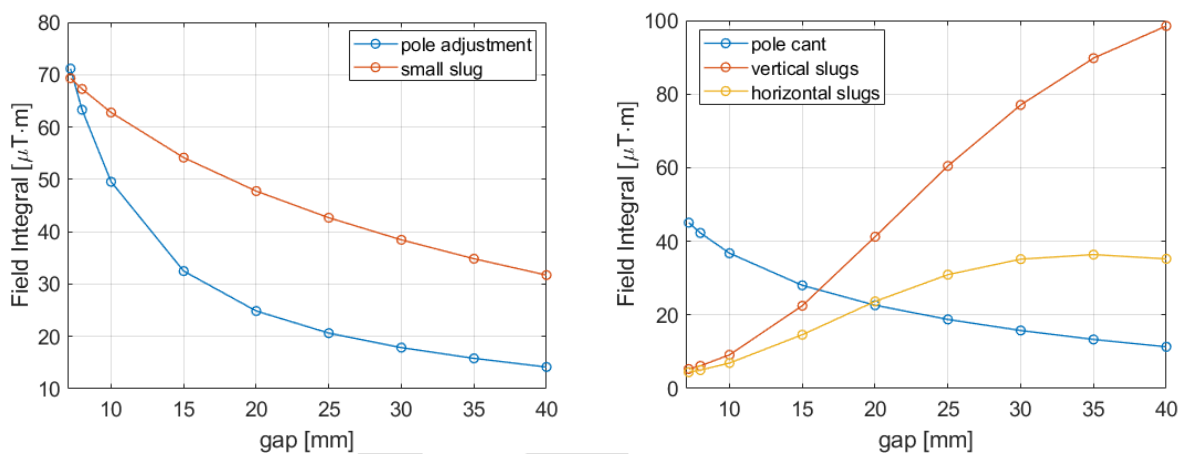 80
70
60
50
40
30
20
10
Field Integral [μT·m]
pole adjustment
small slug
10 15 20 25 30 35 40
gap [mm]
100
80
60
40
20
0
Field Integral [μT·m]
pole cant
vertical slugs
horizontal slugs
10 15 20 25 30 35 40
gap [mm]